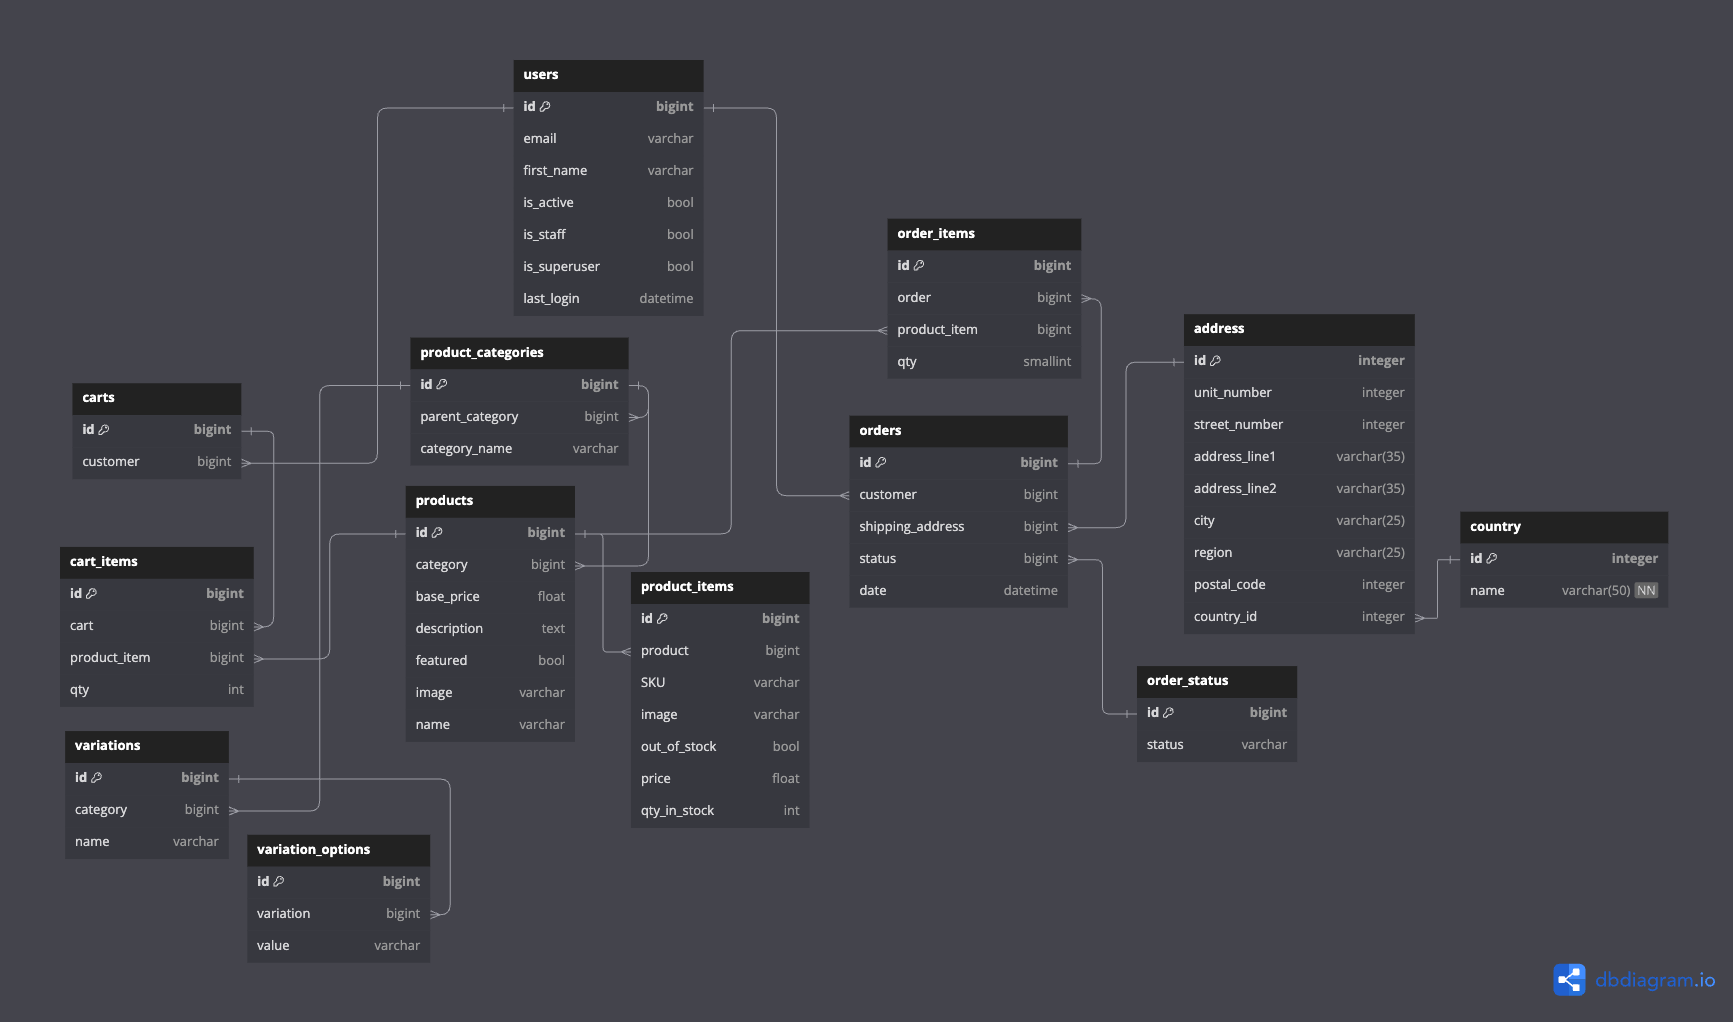 users
id bigint
email varchar
first_name varchar
is_active bool
is_staff bool
is_superuser bool
last_login datetime
product_categories
id bigint
parent_category bigint
category_name varchar
carts
id bigint
customer bigint
products
id bigint
category bigint
base_price float
description text
featured bool
image varchar
name varchar
cart_items
id bigint
cart bigint
product_item bigint
qty int
product_items
id bigint
product bigint
SKU varchar
image varchar
out_of_stock bool
price float
qty_in_stock int
variations
id bigint
category bigint
name varchar
variation_options
id bigint
variation bigint
value varchar
order_items
id bigint
order bigint
product_item bigint
qty smallint
orders
id bigint
customer bigint
shipping_address bigint
status bigint
date datetime
address
id integer
unit_number integer
street_number integer
address_line1 varchar(35)
address_line2 varchar(35)
city varchar(25)
region varchar(25)
postal_code integer
country_id integer
country
id integer
name varchar(50) NN
order_status
id bigint
status varchar
dbdiagram.io